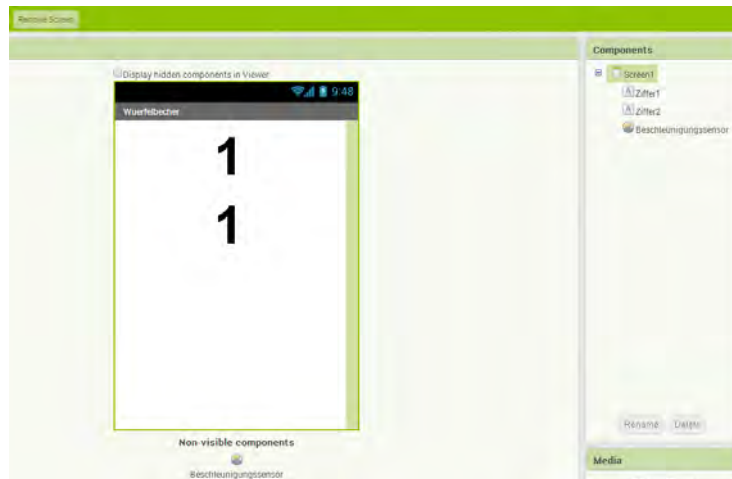 Remove Screen
Components
Display hidden components in Viewer
9:48
Wuerfelbecher
1
1
Screen1
A Ziffer1
A Ziffer2
Beschleunigungssensor
Rename Delete
Non-visible components
Beschleunigungssensor
Media